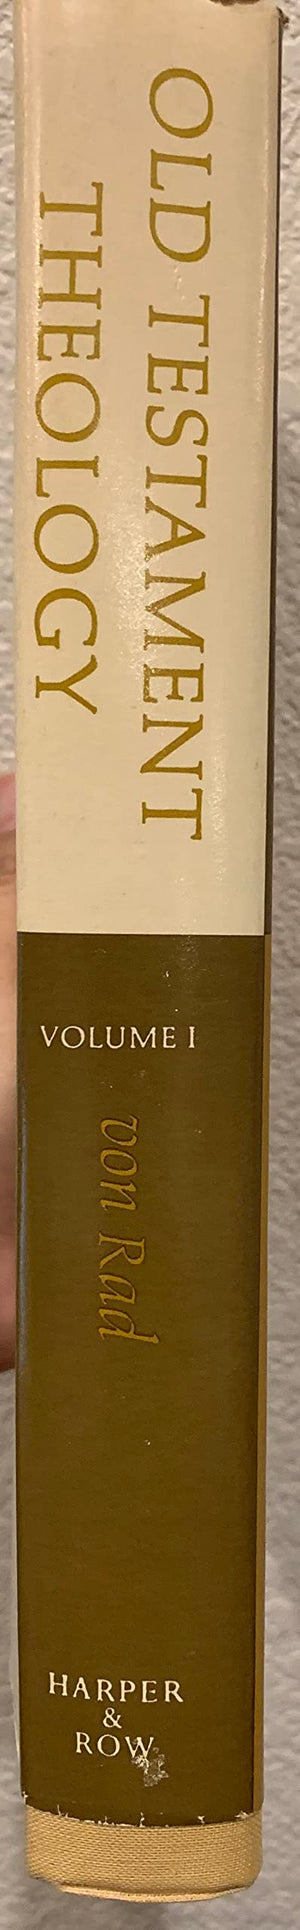 OLD TESTAMENT
THEOLOGY
VOLUME I
von Rad
HARPER
&
ROW